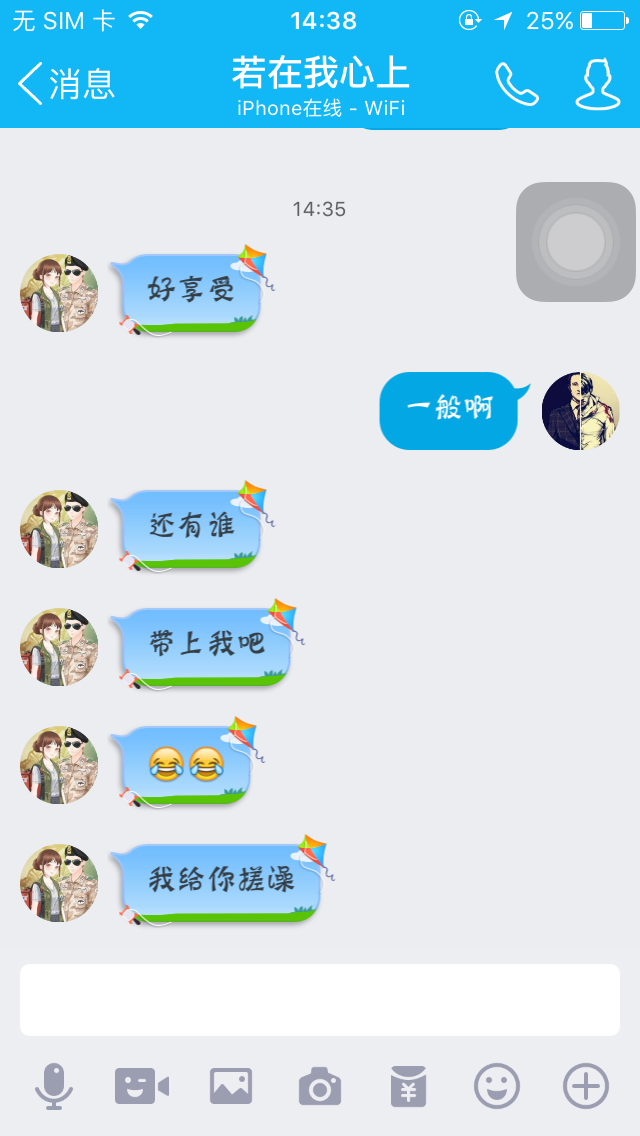 无 SIM 卡
14:38
25%
消息
若在我心上
iPhone在线 - WiFi
14:35
好享受
一般啊
还有谁
带上我吧
😂😂
我给你搓澡